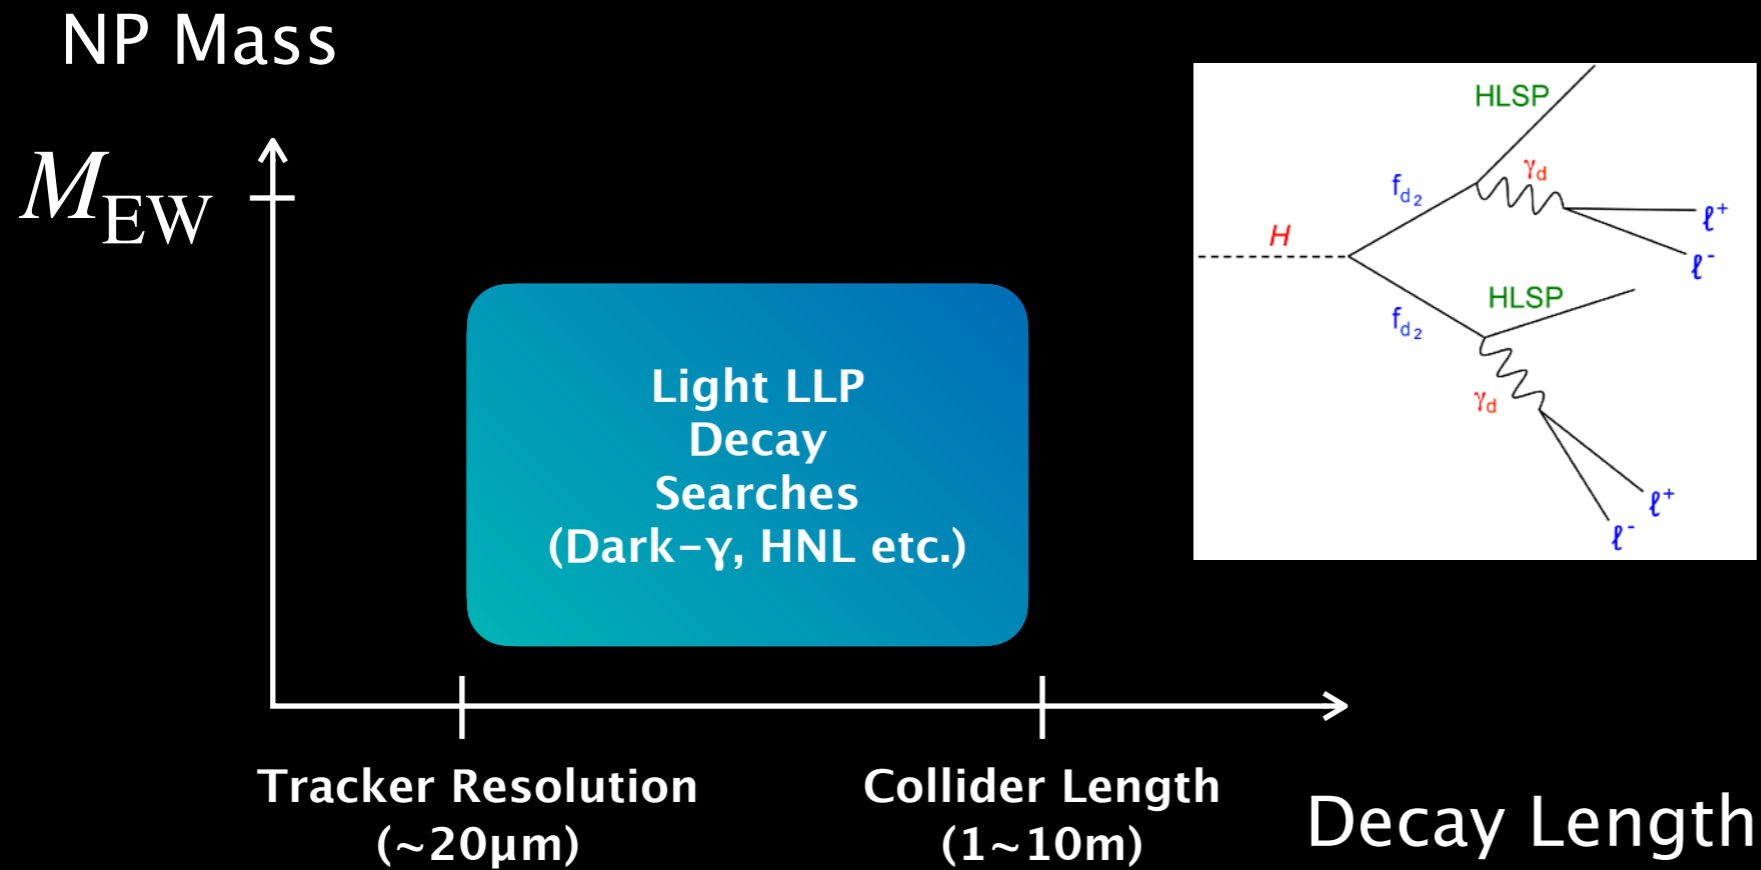 NP Mass
M_EW
Light LLP
Decay
Searches
(Dark-γ, HNL etc.)
Tracker Resolution
(~20μm)
Collider Length
(1~10m)
Decay Length
HLSP
γ_d
f_d₂
ℓ⁺
ℓ⁻
H
HLSP
f_d₂
γ_d
ℓ⁺
ℓ⁻